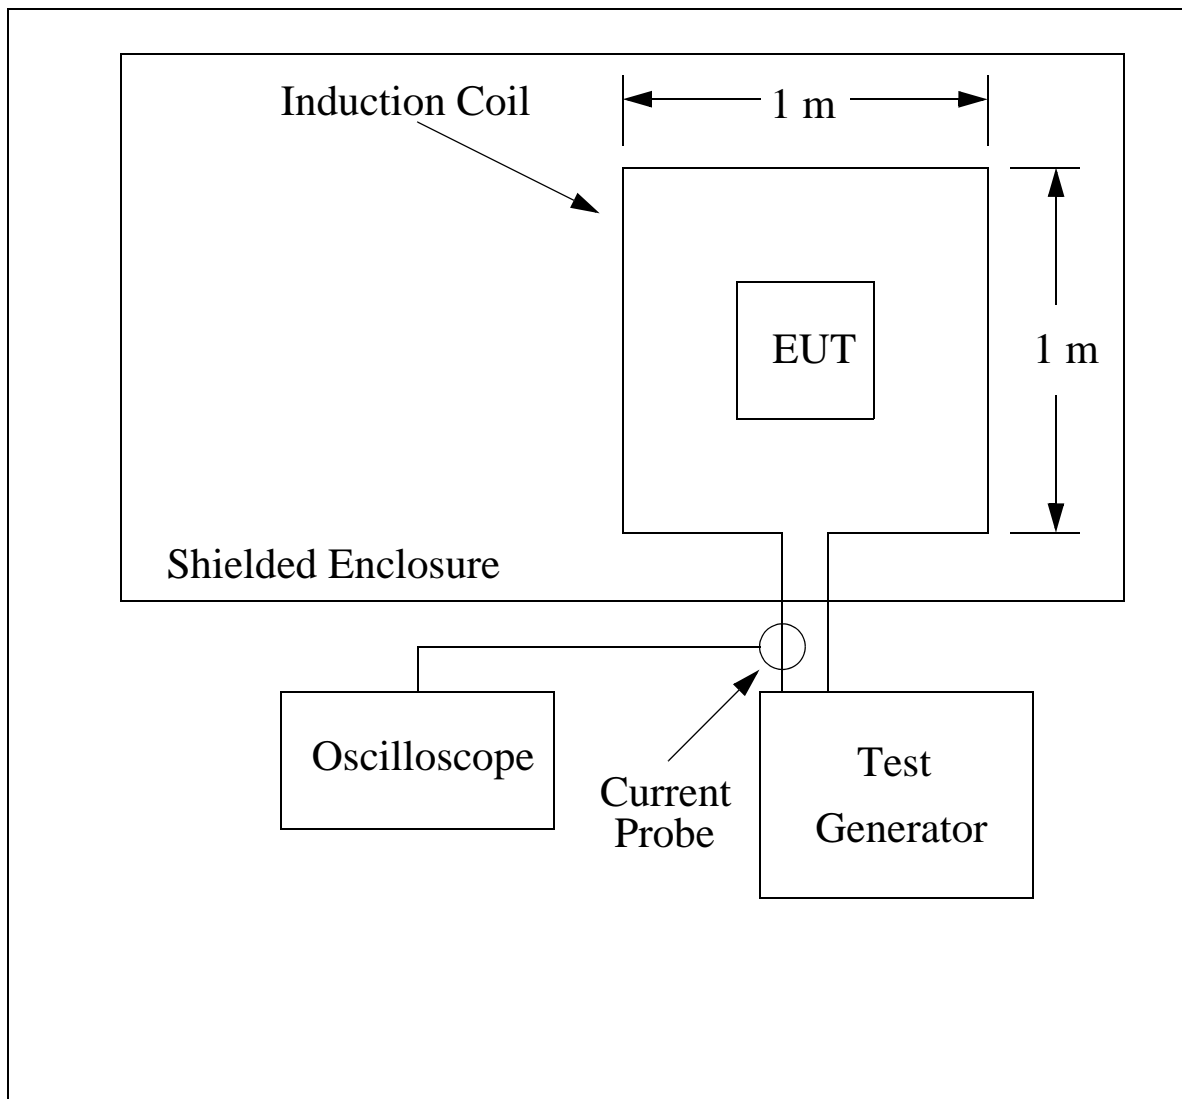 Induction Coil
1 m
EUT
1 m
Shielded Enclosure
Oscilloscope
Current
Probe
Test
Generator